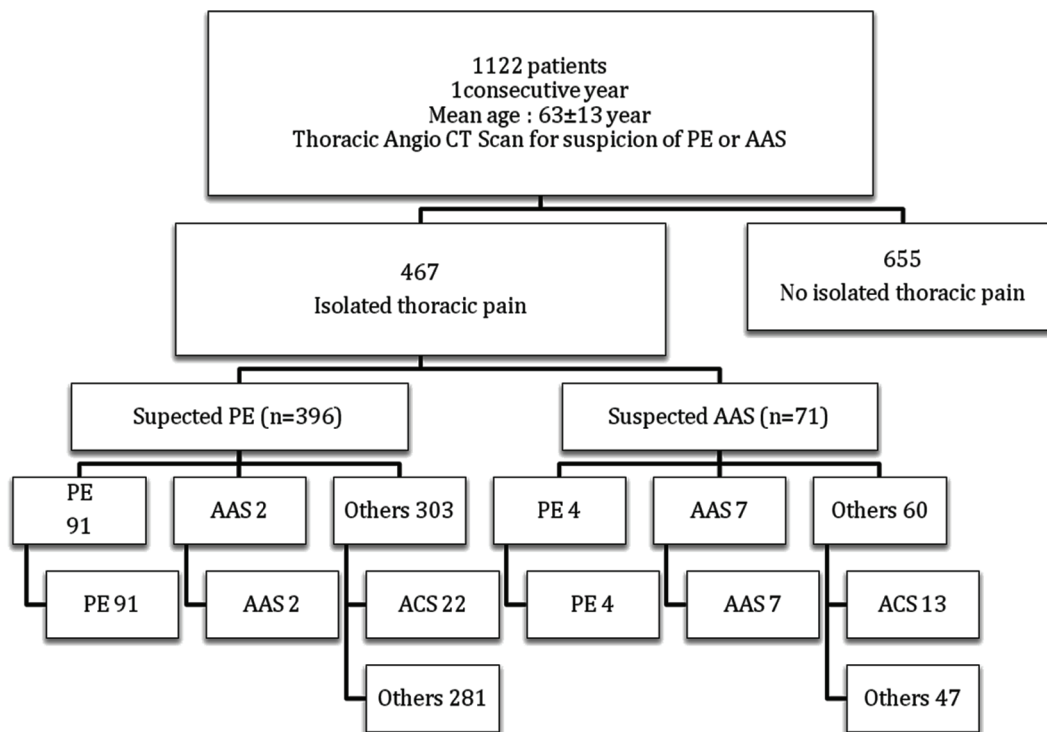 1122 patients
1consecutive year
Mean age : 63±13 year
Thoracic Angio CT Scan for suspicion of PE or AAS
467
Isolated thoracic pain
655
No isolated thoracic pain
Supected PE (n=396)
Suspected AAS (n=71)
PE
91
AAS 2
Others 303
PE 4
AAS 7
Others 60
PE 91
AAS 2
ACS 22
PE 4
AAS 7
ACS 13
Others 281
Others 47